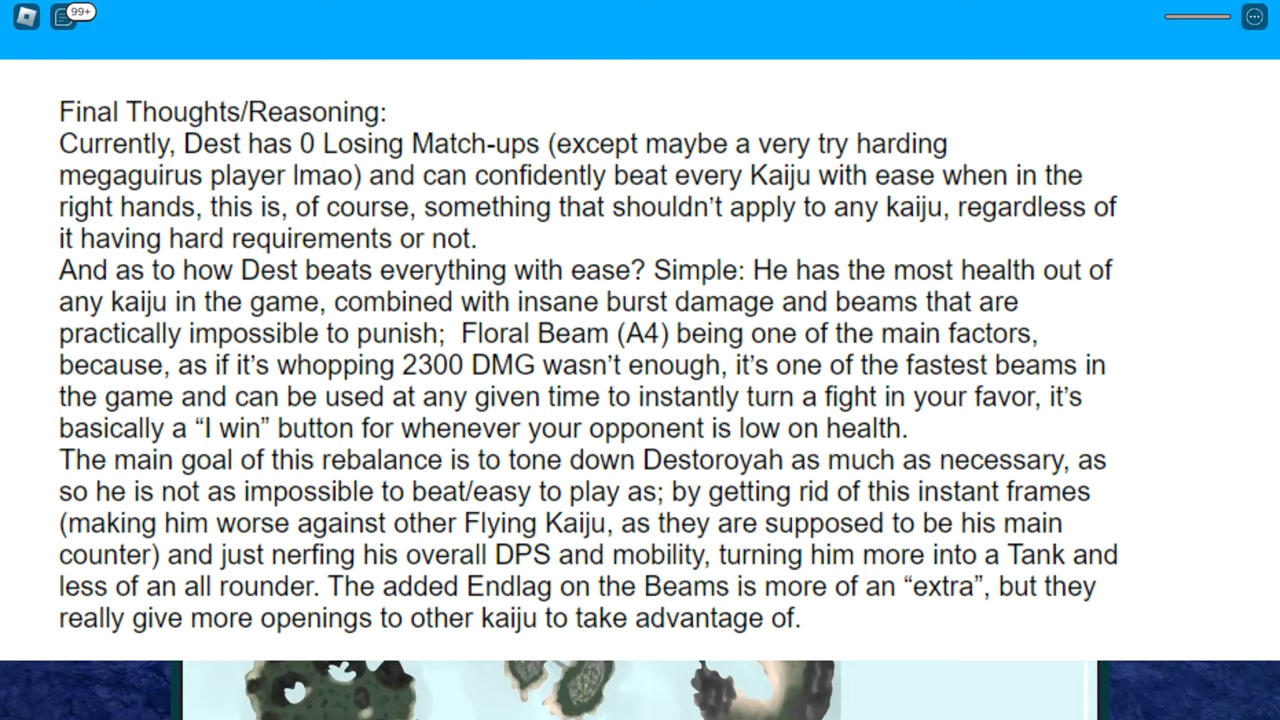 99+
Final Thoughts/Reasoning:
Currently, Dest has 0 Losing Match-ups (except maybe a very try harding
megaguirus player lmao) and can confidently beat every Kaiju with ease when in the
right hands, this is, of course, something that shouldn’t apply to any kaiju, regardless of
it having hard requirements or not.
And as to how Dest beats everything with ease? Simple: He has the most health out of
any kaiju in the game, combined with insane burst damage and beams that are
practically impossible to punish;  Floral Beam (A4) being one of the main factors,
because, as if it’s whopping 2300 DMG wasn’t enough, it’s one of the fastest beams in
the game and can be used at any given time to instantly turn a fight in your favor, it’s
basically a “I win” button for whenever your opponent is low on health.
The main goal of this rebalance is to tone down Destoroyah as much as necessary, as
so he is not as impossible to beat/easy to play as; by getting rid of this instant frames
(making him worse against other Flying Kaiju, as they are supposed to be his main
counter) and just nerfing his overall DPS and mobility, turning him more into a Tank and
less of an all rounder. The added Endlag on the Beams is more of an “extra”, but they
really give more openings to other kaiju to take advantage of.